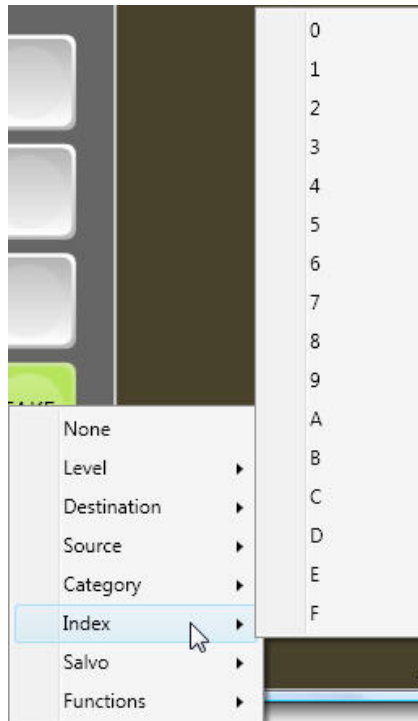 0
1
2
3
4
5
6
7
8
9
A
B
C
D
E
F
None
Level
Destination
Source
Category
Index
Salvo
Functions